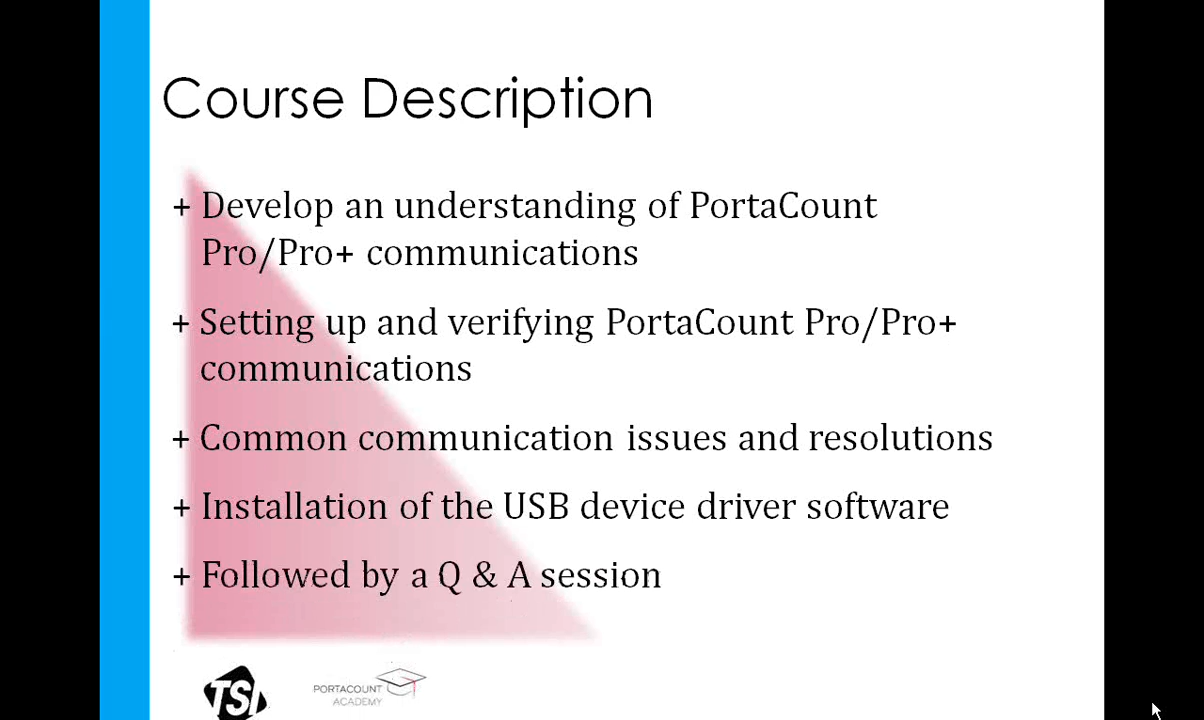 Course Description
+ Develop an understanding of PortaCount
Pro/Pro+ communications
+ Setting up and verifying PortaCount Pro/Pro+
communications
+ Common communication issues and resolutions
+ Installation of the USB device driver software
+ Followed by a Q & A session
TSI
PORTACOUNT
ACADEMY